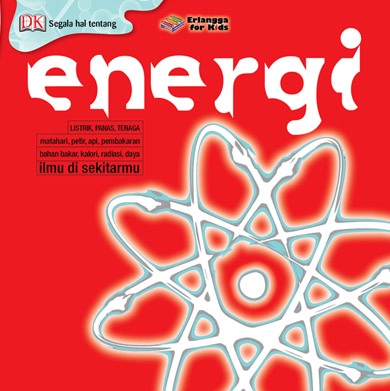 DK Segala hal tentang
Erlangga
for Kids
energi
LISTRIK, PANAS, TENAGA
matahari, petir, api, pembakaran
bahan bakar, kalori, radiasi, daya
ilmu di sekitarmu